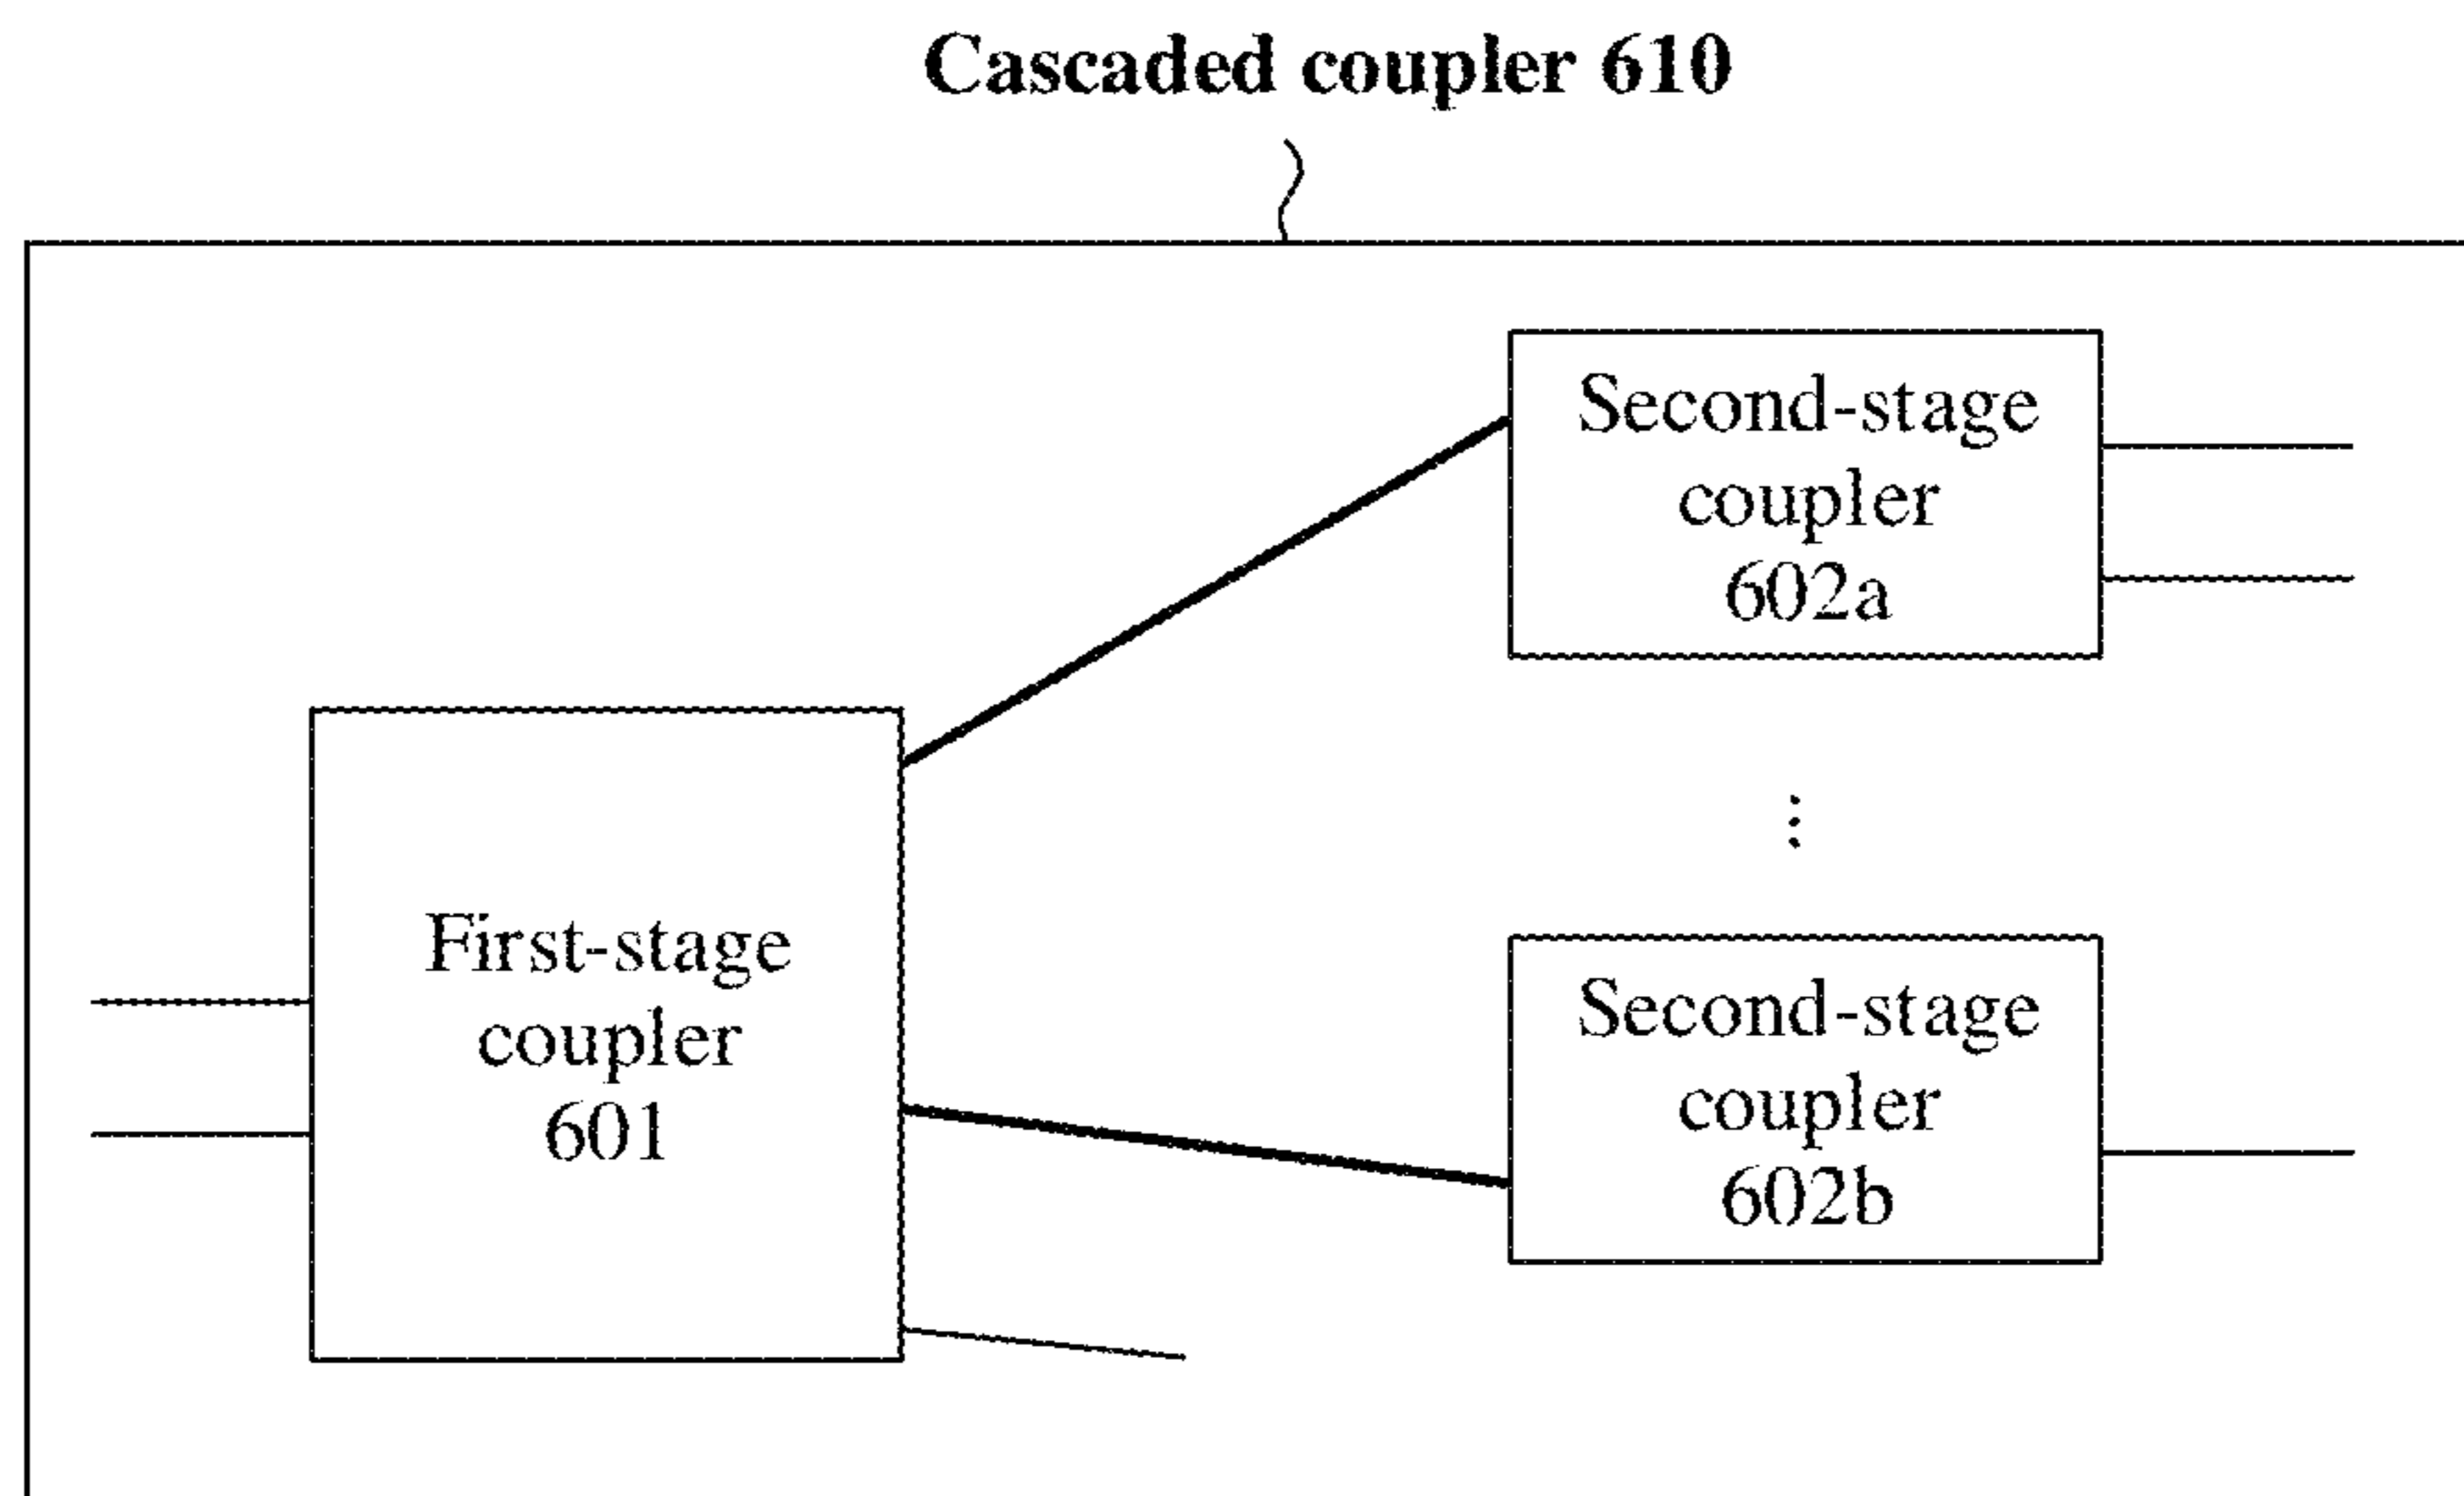 Cascaded coupler 610
Second-stage
coupler
602a
First-stage
coupler
601
Second-stage
coupler
602b